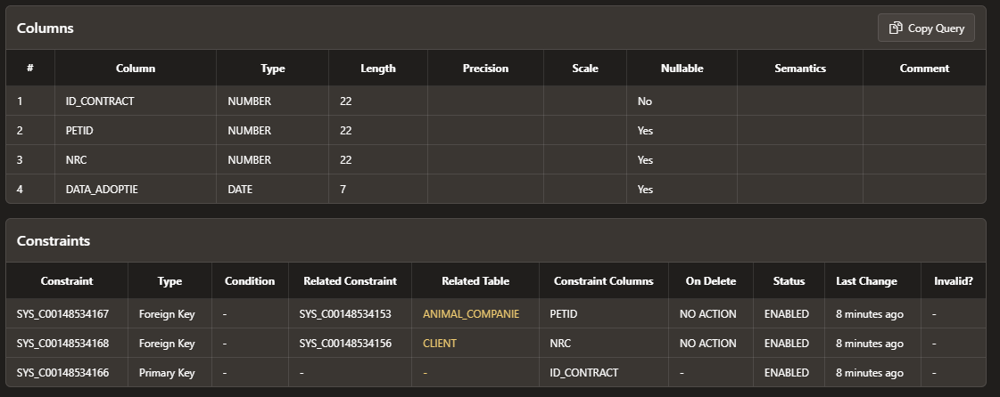 Columns
Copy Query
# Column Type Length Precision Scale Nullable Semantics Comment
1 ID_CONTRACT NUMBER 22 No
2 PETID NUMBER 22 Yes
3 NRC NUMBER 22 Yes
4 DATA_ADOPTIE DATE 7 Yes
Constraints
Constraint Type Condition Related Constraint Related Table Constraint Columns On Delete Status Last Change Invalid?
SYS_C00148534167 Foreign Key - SYS_C00148534153 ANIMAL_COMPANIE PETID NO ACTION ENABLED 8 minutes ago -
SYS_C00148534168 Foreign Key - SYS_C00148534156 CLIENT NRC NO ACTION ENABLED 8 minutes ago -
SYS_C00148534166 Primary Key - - - ID_CONTRACT - ENABLED 8 minutes ago -